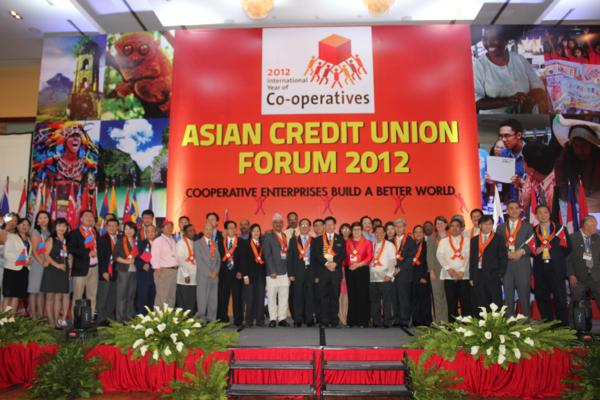 2012
International
Year of
Co-operatives
ASIAN CREDIT UNION
FORUM 2012
COOPERATIVE ENTERPRISES BUILD A BETTER WORLD